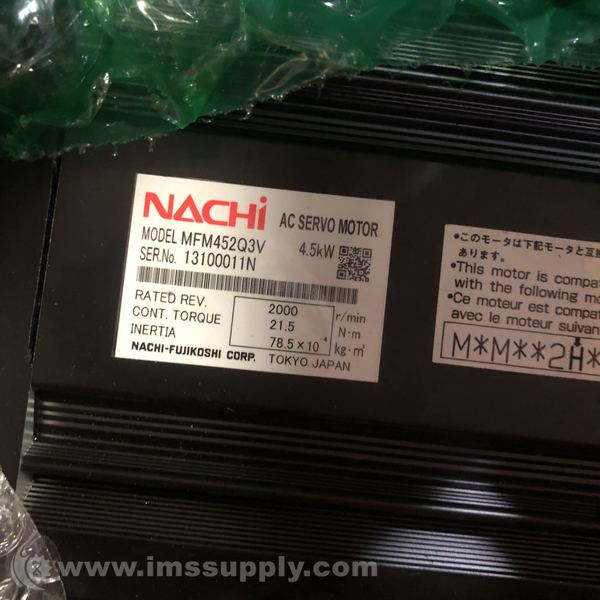 NACHi AC SERVO MOTOR
MODEL MFM452Q3V 4.5kW
SER.No. 13100011N
RATED REV. 2000 r/min
CONT. TORQUE 21.5 N·m
INERTIA 78.5×10⁻⁴ kg·m²
NACHI-FUJIKOSHI CORP. TOKYO JAPAN
•このモータは下記モータと互換
あります。
•This motor is compat
with the following mo
•Ce moteur est compat
avec le moteur suivant
M*M**2H*
www.imssupply.com